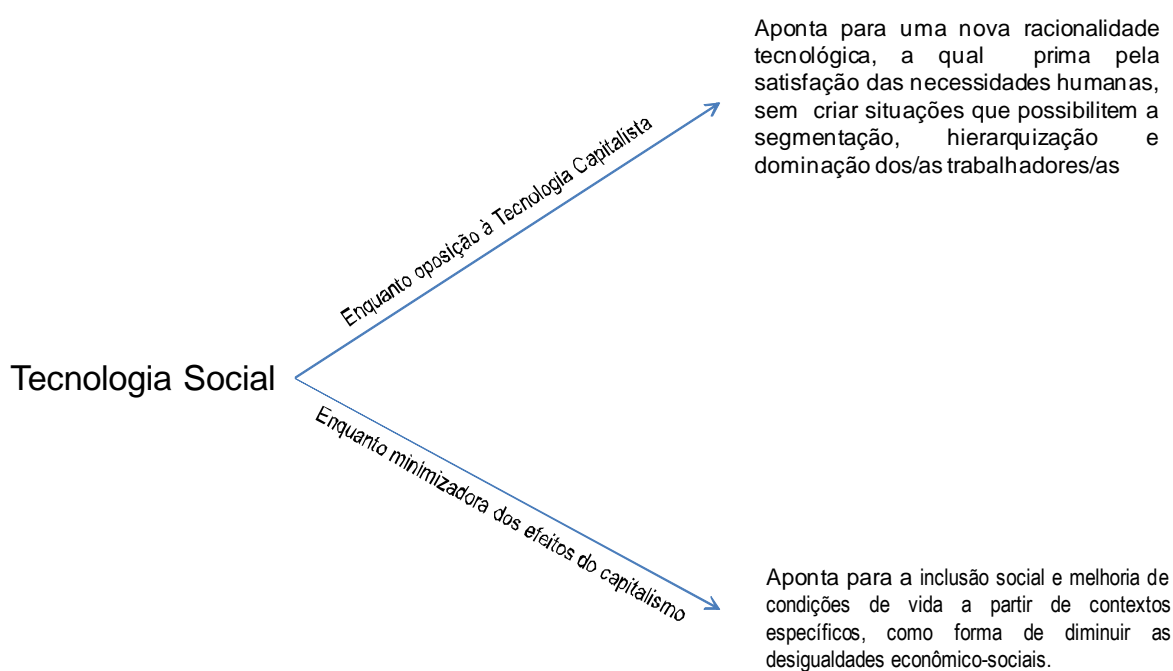 Aponta para uma nova racionalidade
tecnológica, a qual prima pela
satisfação das necessidades humanas,
sem criar situações que possibilitem a
segmentação, hierarquização e
dominação dos/as trabalhadores/as
Enquanto oposição à Tecnologia Capitalista
Tecnologia Social
Enquanto minimizadora dos efeitos do capitalismo
Aponta para a inclusão social e melhoria de
condições de vida a partir de contextos
específicos, como forma de diminuir as
desigualdades econômico-sociais.